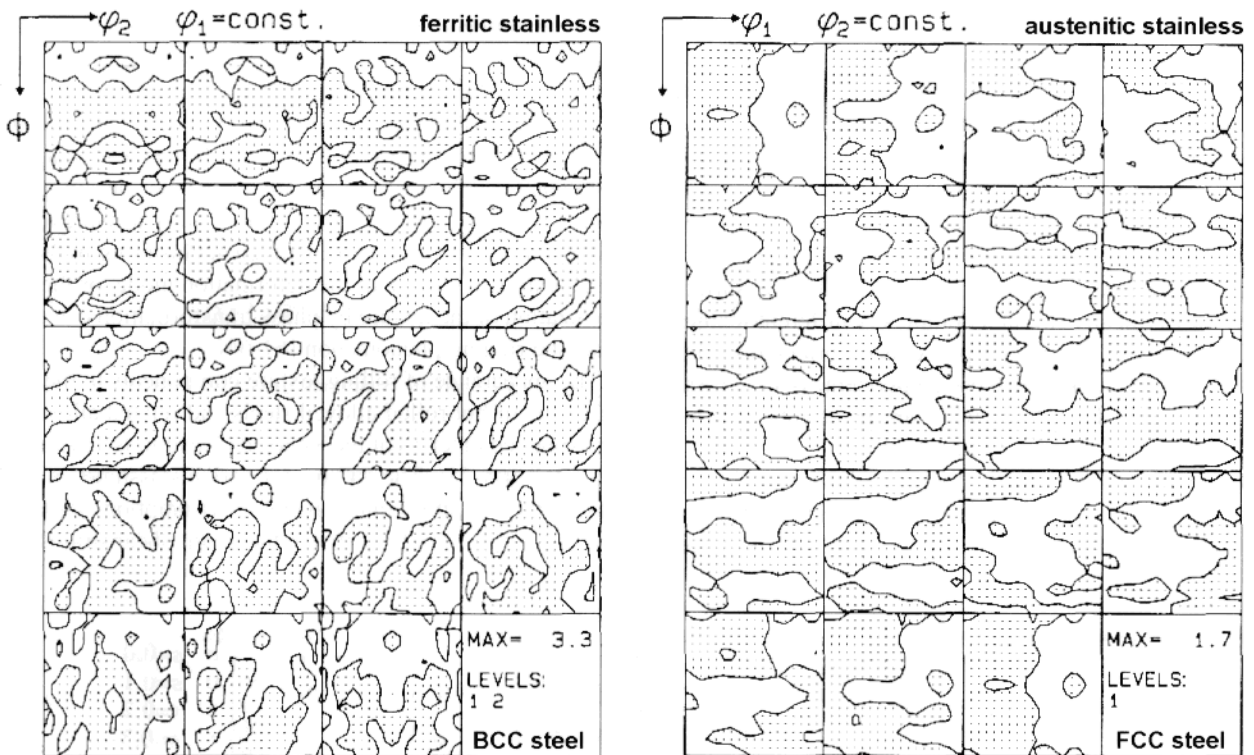 φ₂ φ₁=const. ferritic stainless
Φ
MAX= 3.3
LEVELS:
1 2
BCC steel
φ₁ φ₂=const. austenitic stainless
Φ
MAX= 1.7
LEVELS:
1
FCC steel